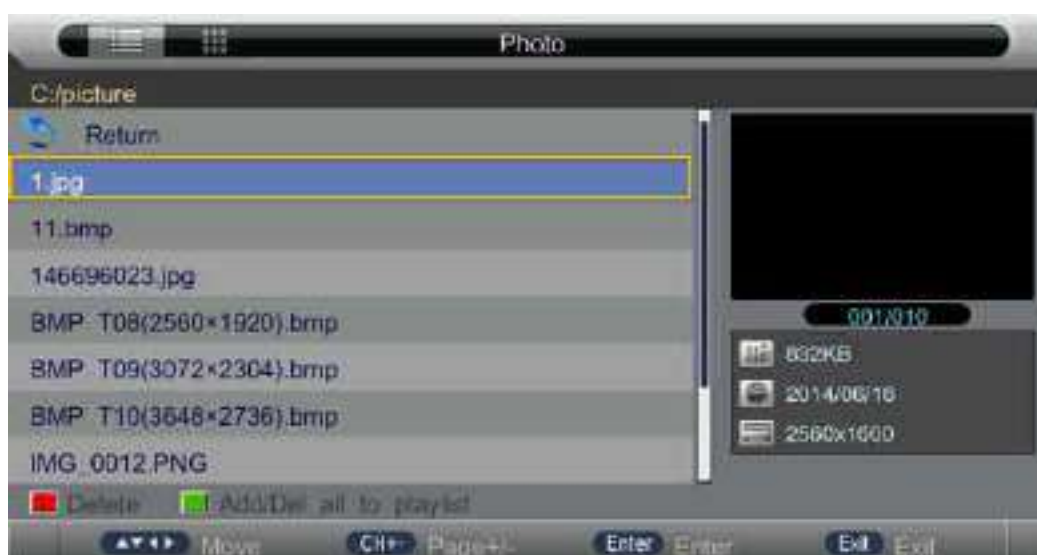 Photo
C:/picture
Return
1.jpg
11.bmp
146696023.jpg
BMP T08(2560×1920).bmp
BMP T09(3072×2304).bmp
BMP T10(3648×2736).bmp
IMG_0012.PNG
001/010
832KB
2014/06/16
2560x1600
Delete Add/Del all to playlist
Move CH+- Page+/- Enter Enter Exit Exit